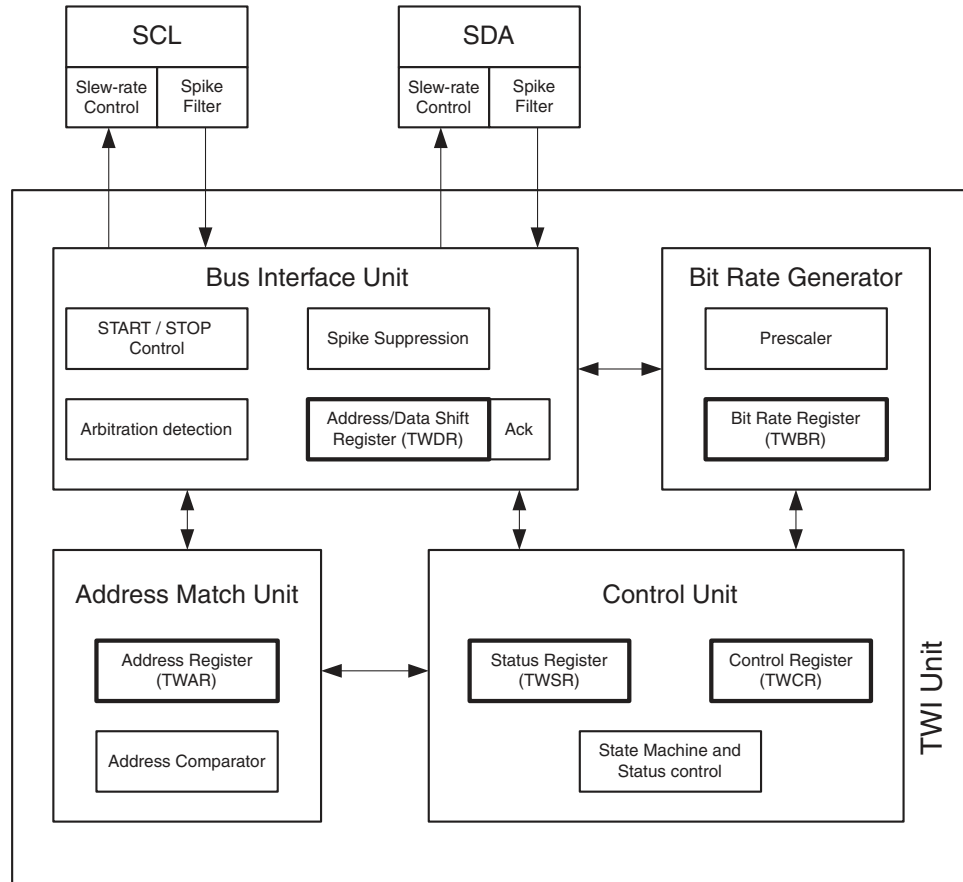 SCL
Slew-rate
Control
Spike
Filter
SDA
Slew-rate
Control
Spike
Filter
Bus Interface Unit
START / STOP
Control
Spike Suppression
Arbitration detection
Address/Data Shift
Register (TWDR)
Ack
Bit Rate Generator
Prescaler
Bit Rate Register
(TWBR)
Address Match Unit
Address Register
(TWAR)
Address Comparator
Control Unit
Status Register
(TWSR)
Control Register
(TWCR)
State Machine and
Status control
TWI Unit